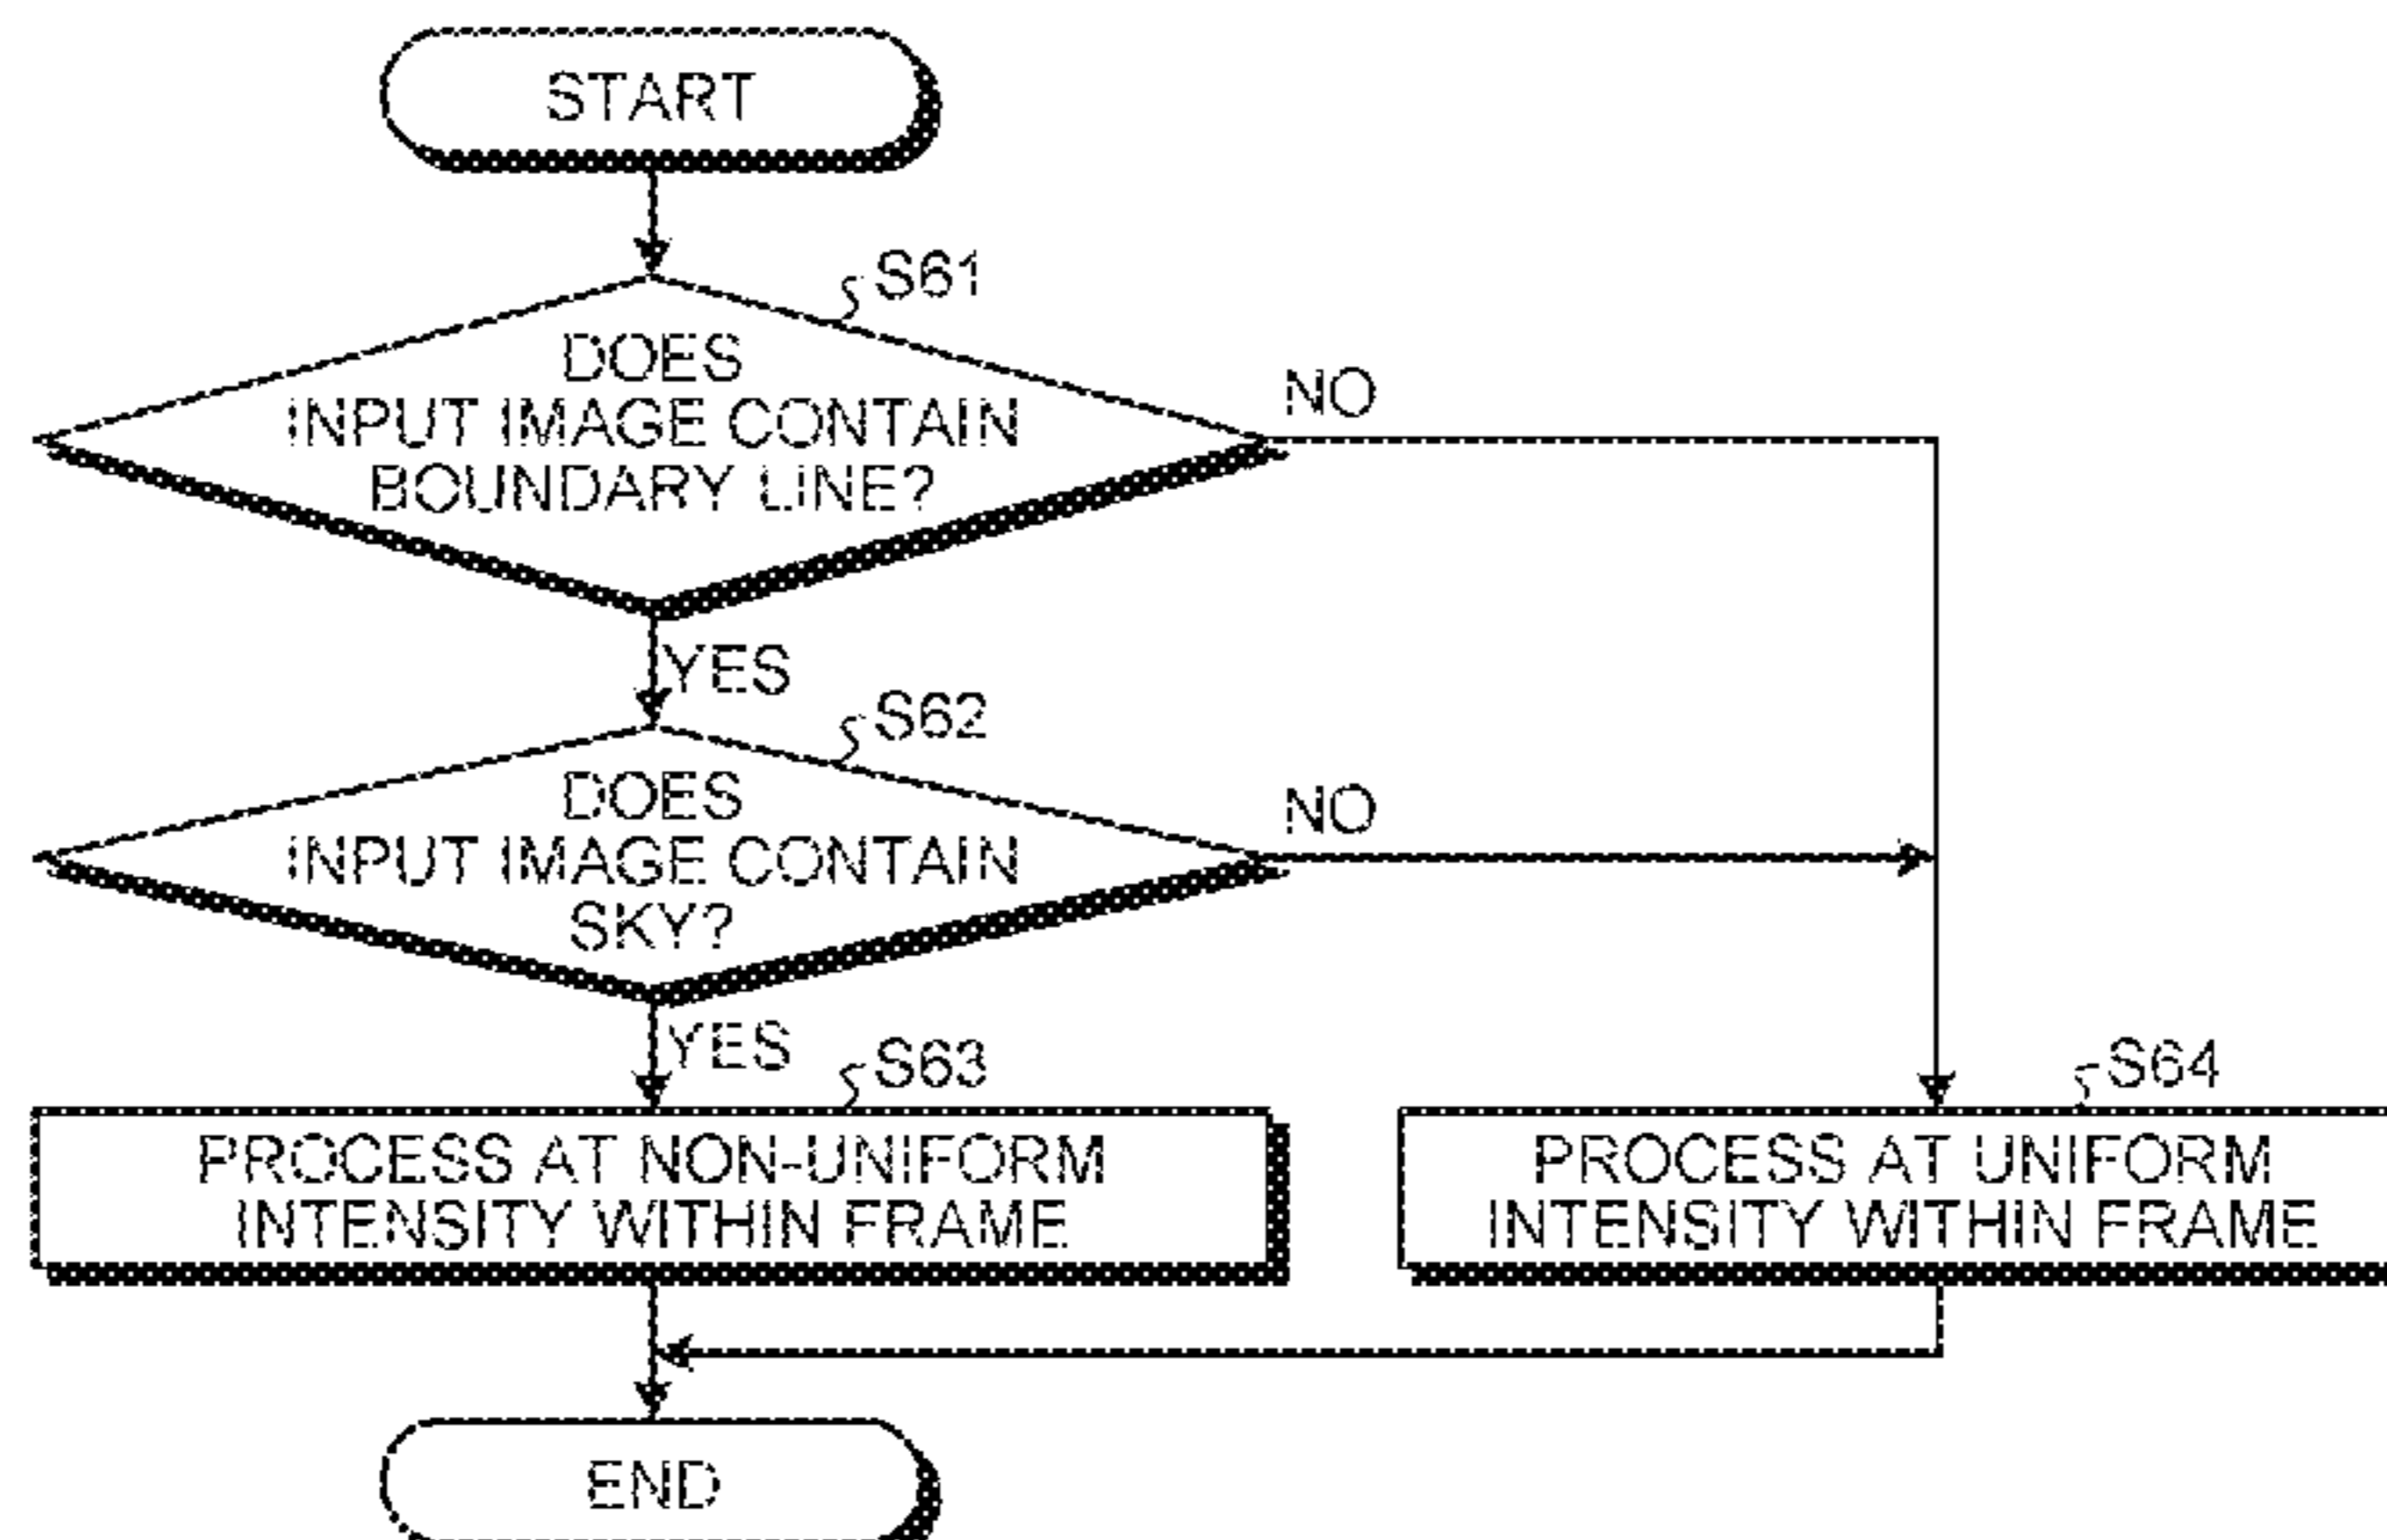 START
S61
DOES
INPUT IMAGE CONTAIN
BOUNDARY LINE?
NO
YES
S62
DOES
INPUT IMAGE CONTAIN
SKY?
NO
YES
S63
PROCESS AT NON-UNIFORM
INTENSITY WITHIN FRAME
S64
PROCESS AT UNIFORM
INTENSITY WITHIN FRAME
END